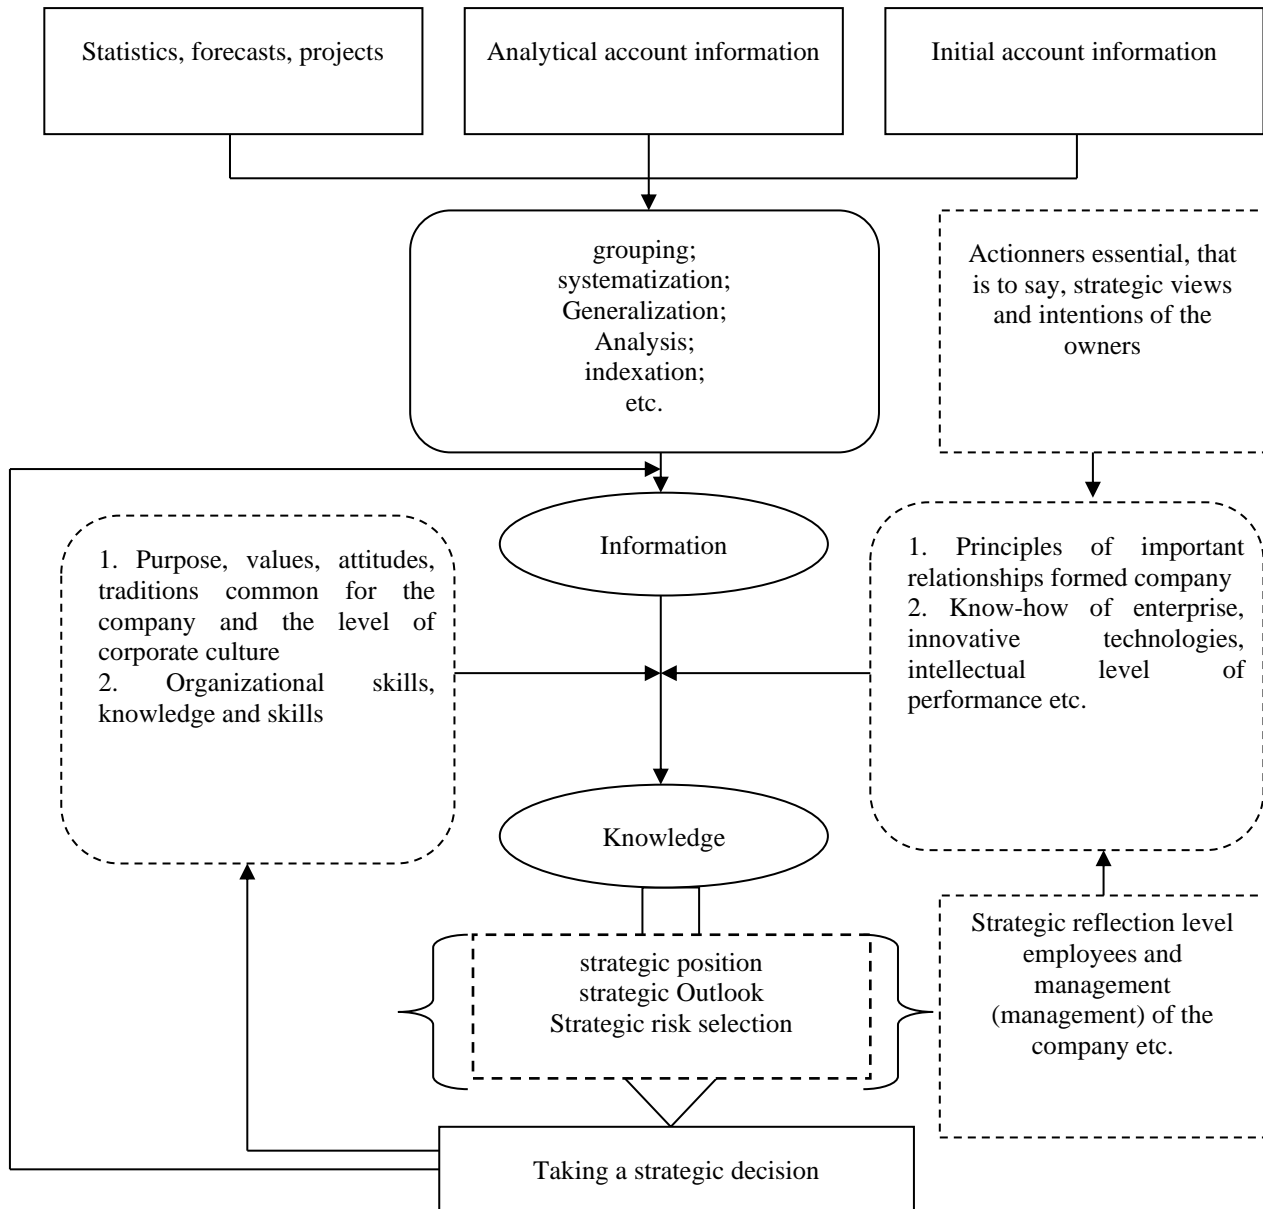 Statistics, forecasts, projects
Analytical account information
Initial account information
grouping;
systematization;
Generalization;
Analysis;
indexation;
etc.
Actionners essential, that
is to say, strategic views
and intentions of the
owners
Information
1. Purpose, values, attitudes,
traditions common for the
company and the level of
corporate culture
2. Organizational skills,
knowledge and skills
1. Principles of important
relationships formed company
2. Know-how of enterprise,
innovative technologies,
intellectual level of
performance etc.
Knowledge
strategic position
strategic Outlook
Strategic risk selection
Strategic reflection level
employees and
management
(management) of the
company etc.
Taking a strategic decision